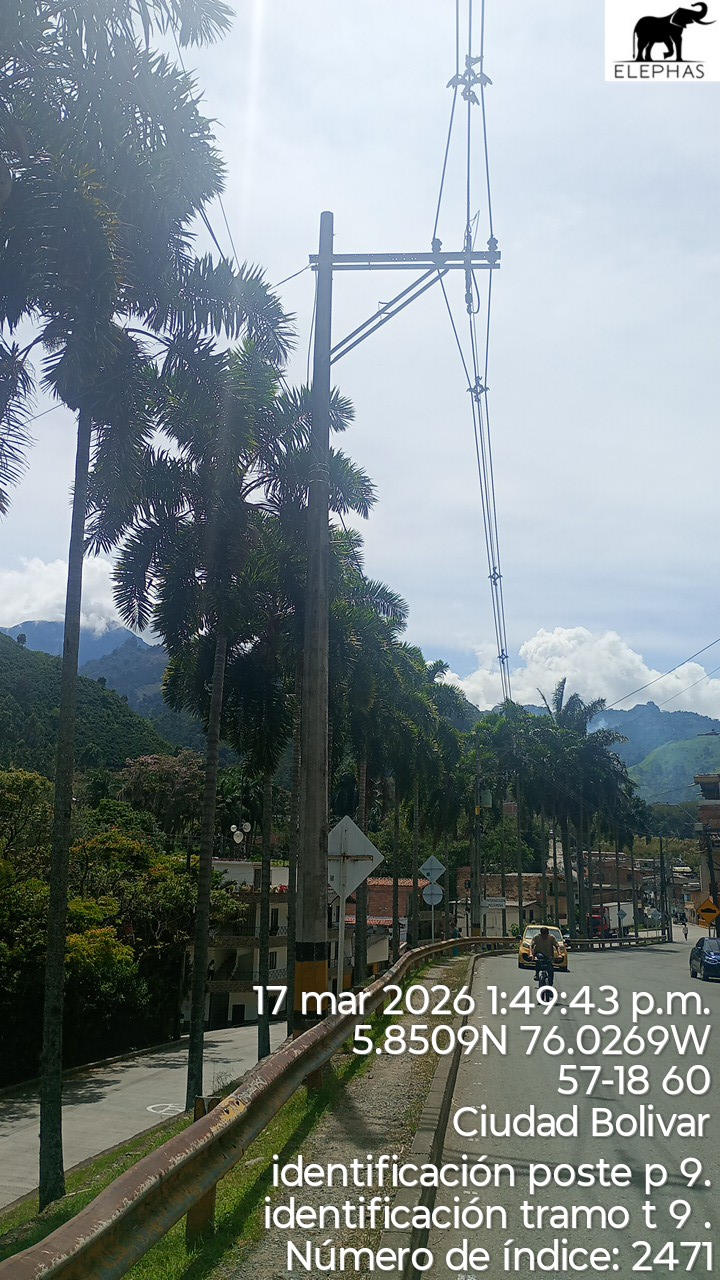 ELEPHAS
17 mar 2026 1:49:43 p.m.
5.8509N 76.0269W
57-18 60
Ciudad Bolivar
identificación poste p 9.
identificación tramo t 9 .
Número de índice: 2471